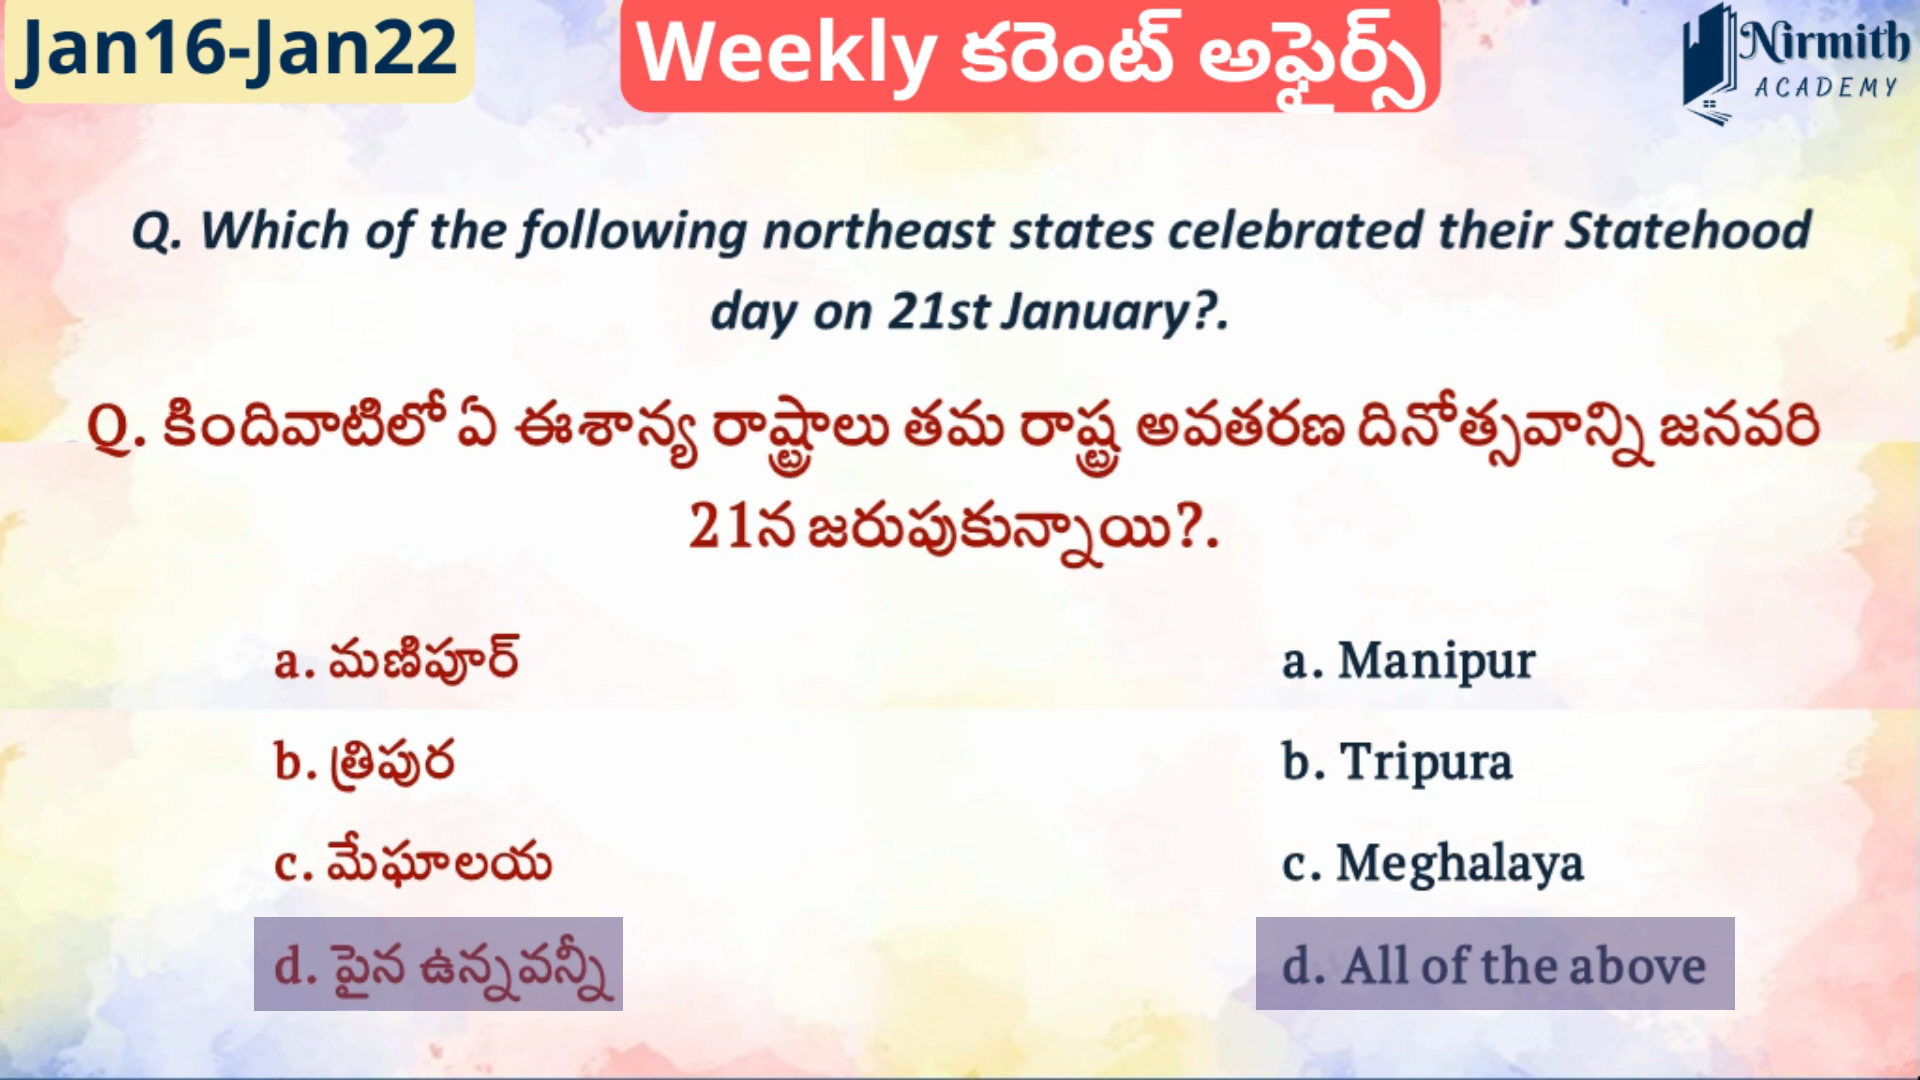 Jan16-Jan22
Weekly కరెంట్ అఫైర్స్
Nirmith
ACADEMY
Q. Which of the following northeast states celebrated their Statehood
day on 21st January?.
Q. కిందివాటిలో ఏ ఈశాన్య రాష్ట్రాలు తమ రాష్ట్ర అవతరణ దినోత్సవాన్ని జనవరి
21న జరుపుకున్నాయి?.
a. మణిపూర్
b. త్రిపుర
c. మేఘాలయ
d. పైన ఉన్నవన్నీ
a. Manipur
b. Tripura
c. Meghalaya
d. All of the above